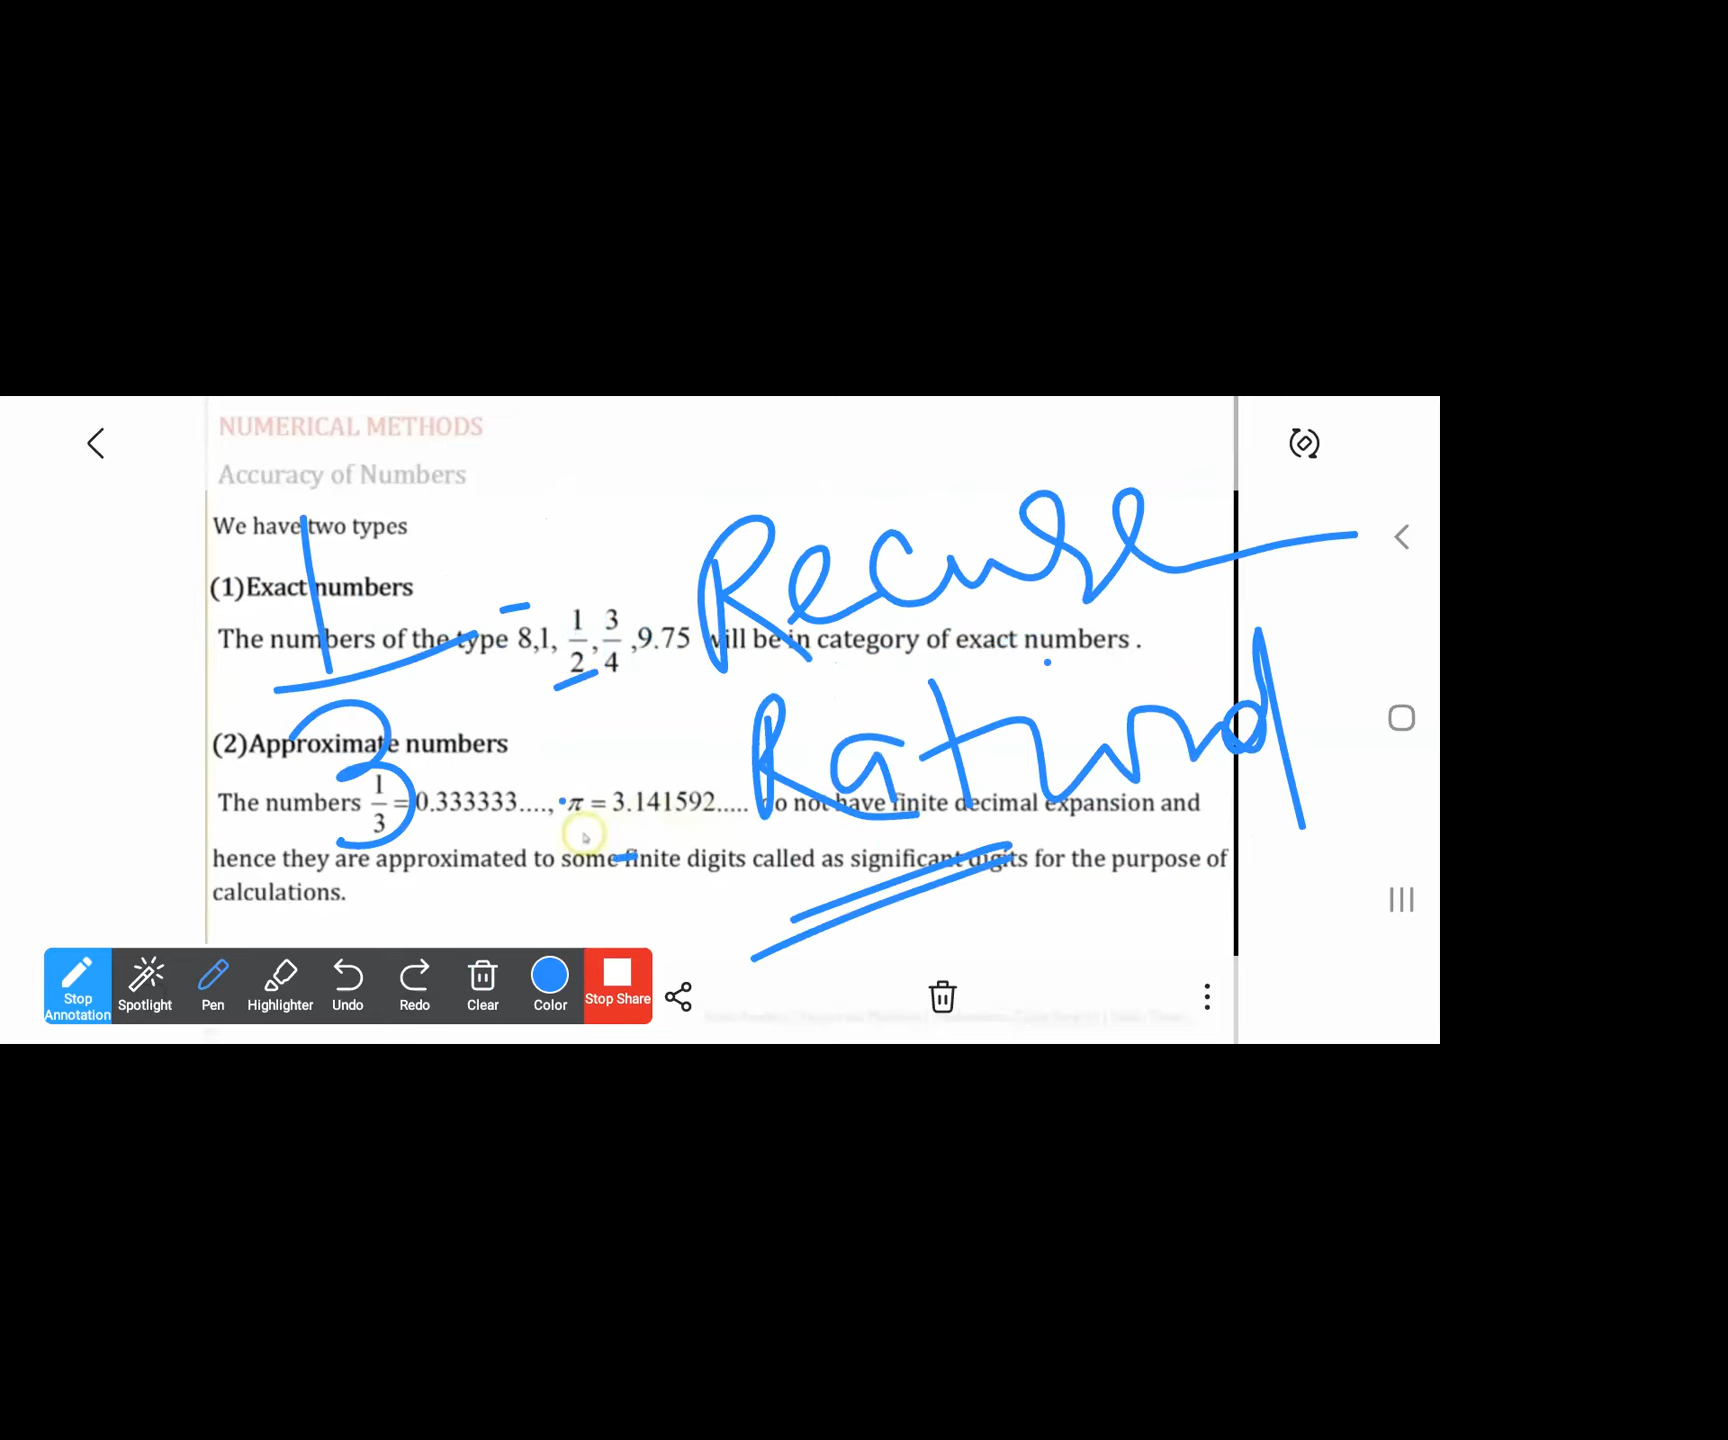 NUMERICAL METHODS
Accuracy of Numbers
We have two types
(1)Exact numbers
The numbers of the type 8,1, 1/2, 3/4 ,9.75 will be in category of exact numbers .
(2)Approximate numbers
The numbers 1/3 = 0.333333...., π = 3.141592..... do not have finite decimal expansion and
hence they are approximated to some finite digits called as significant digits for the purpose of
calculations.
1/3 =
Stop Annotation
Spotlight
Pen
Highlighter
Undo
Redo
Clear
Color
Stop Share